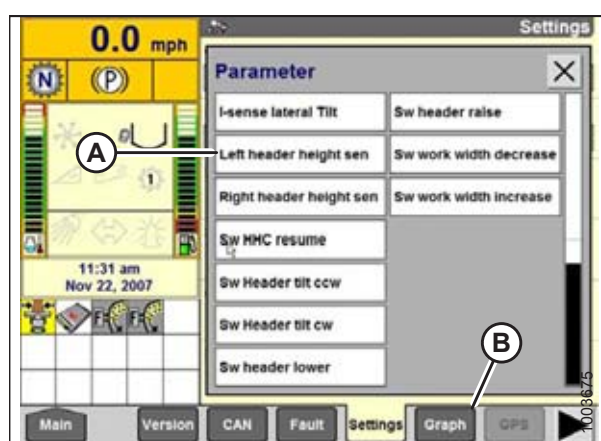 0.0 mph
Settings
N
(P)
Parameter
X
I-sense lateral Tilt
Sw header raise
A
Left header height sen
Sw work width decrease
1
Right header height sen
Sw work width increase
Sw HHC resume
11:31 am
Nov 22, 2007
Sw Header tilt ccw
F
F
Sw Header tilt cw
B
Sw header lower
Main
Version
CAN
Fault
Settings
Graph
GPS
1003675